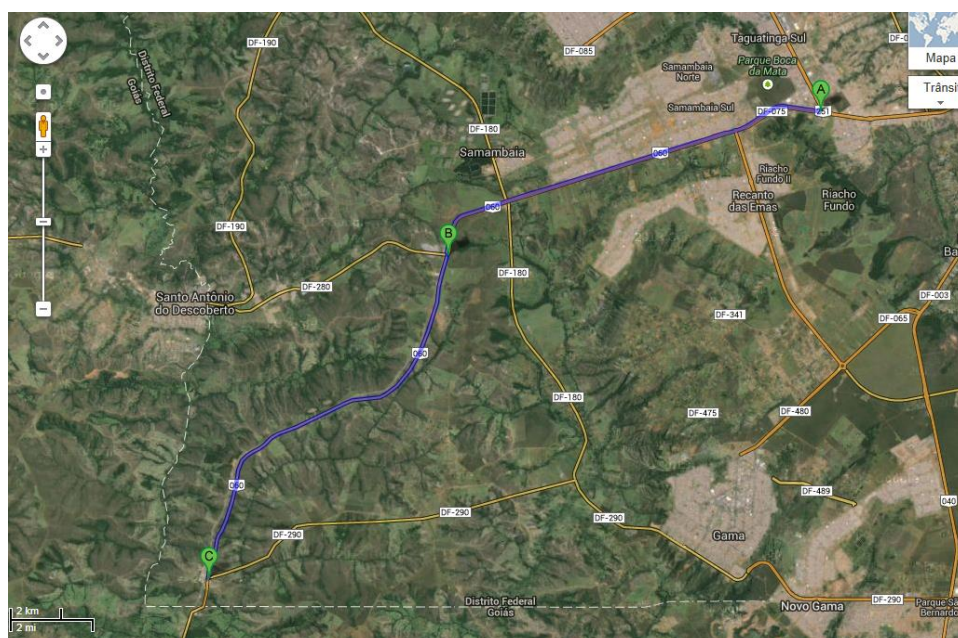 DF-190
DF-085
Taguatinga Sul
Parque Boca
da Mata
Mapa
Trânsit
A
Distrito Federal
Goiás
Samambaia
Norte
Samambaia Sul
DF-075
251
DF-180
Samambaia
060
060
Riacho
Fundo II
Recanto
das Emas
Riacho
Fundo
DF-190
B
Ba
DF-180
DF-280
Santo Antônio
do Descoberto
DF-003
DF-341
DF-065
060
DF-180
DF-475
DF-480
060
DF-489
040
DF-290
DF-290
DF-290
Gama
C
2 km
2 mi
Distrito Federal
Goiás
Novo Gama
DF-290
Parque Sã
Bernardo